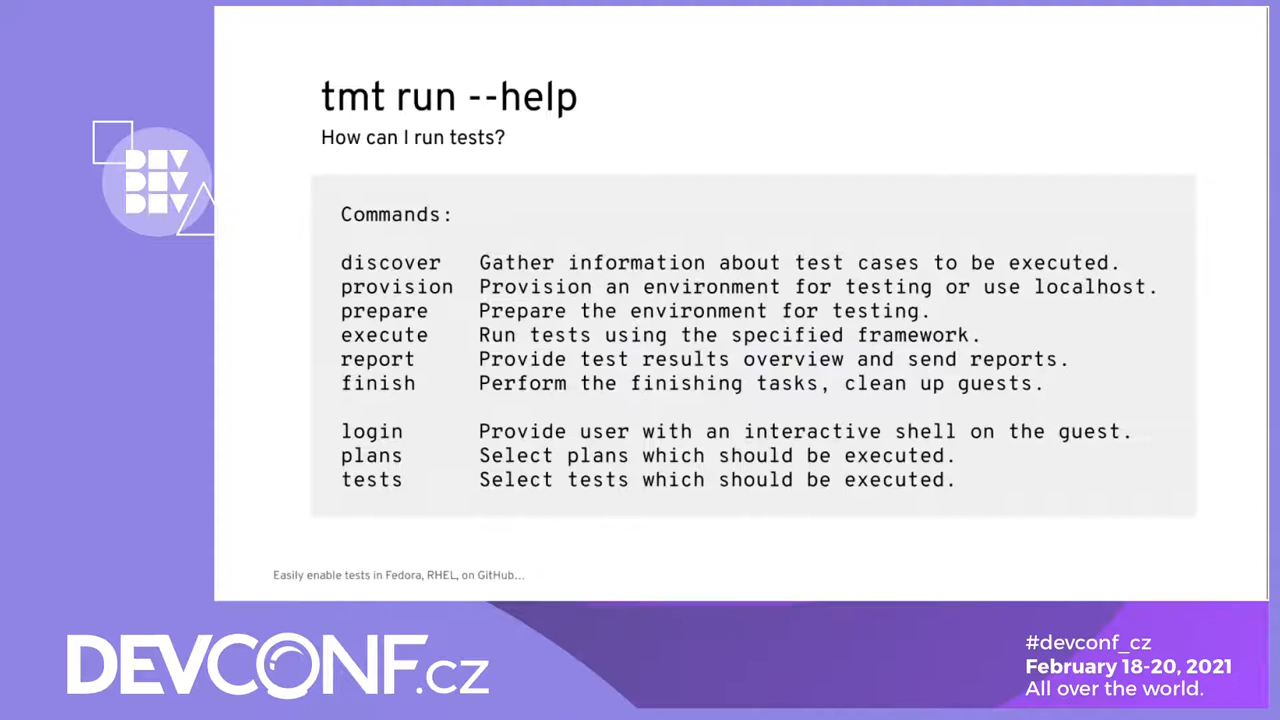 tmt run --help
How can I run tests?
DEV
DEV
DEV
Commands:
discover Gather information about test cases to be executed.
provision Provision an environment for testing or use localhost.
prepare Prepare the environment for testing.
execute Run tests using the specified framework.
report Provide test results overview and send reports.
finish Perform the finishing tasks, clean up guests.
login Provide user with an interactive shell on the guest.
plans Select plans which should be executed.
tests Select tests which should be executed.
Easily enable tests in Fedora, RHEL, on GitHub...
DEVCONF.cz
#devconf_cz
February 18-20, 2021
All over the world.